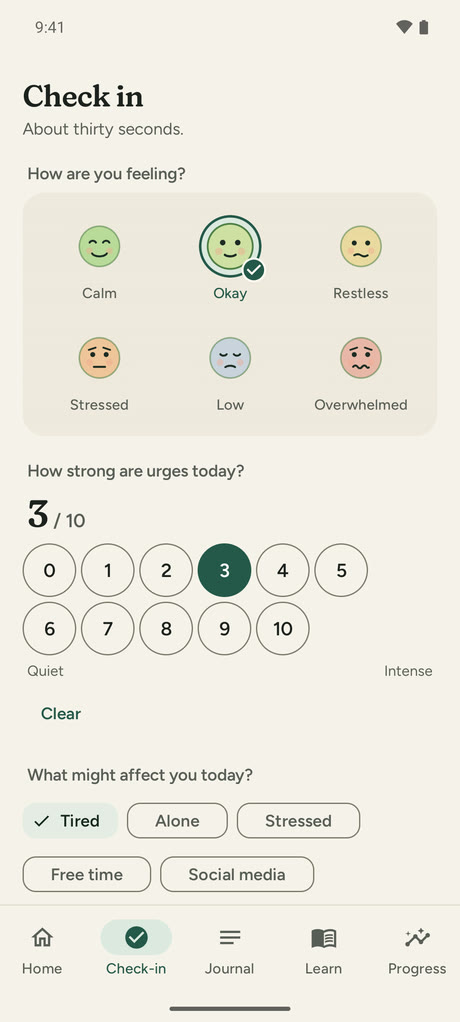 9:41
Check in
About thirty seconds.
How are you feeling?
Calm Okay Restless
Stressed Low Overwhelmed
How strong are urges today?
3 / 10
0 1 2 3 4 5
6 7 8 9 10
Quiet Intense
Clear
What might affect you today?
Tired Alone Stressed
Free time Social media
Home Check-in Journal Learn Progress